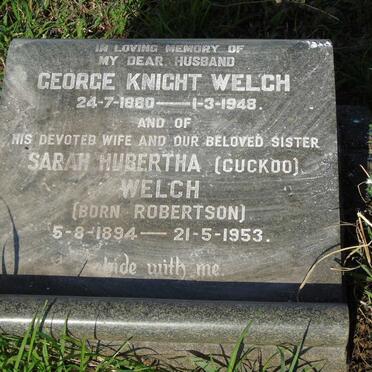 IN LOVING MEMORY OF
MY DEAR HUSBAND
GEORGE KNIGHT WELCH
24-7-1880 — 1-3-1948.
AND OF
HIS DEVOTED WIFE AND OUR BELOVED SISTER
SARAH HUBERTHA (CUCKOO)
WELCH
(BORN ROBERTSON)
5-8-1894 — 21-5-1953.
Abide with me.